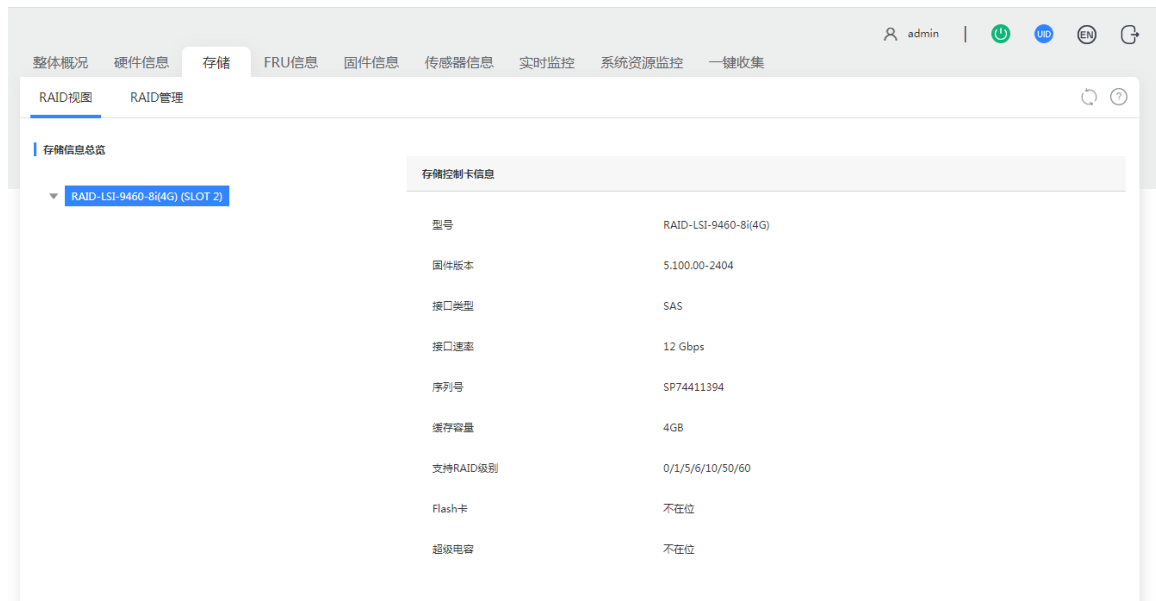 admin | UID EN
整体概况 硬件信息 存储 FRU信息 固件信息 传感器信息 实时监控 系统资源监控 一键收集
RAID视图 RAID管理 ?
存储信息总览
存储控制卡信息
RAID-LSI-9460-8i(4G) (SLOT 2)
型号 RAID-LSI-9460-8i(4G)
固件版本 5.100.00-2404
接口类型 SAS
接口速率 12 Gbps
序列号 SP74411394
缓存容量 4GB
支持RAID级别 0/1/5/6/10/50/60
Flash卡 不在位
超级电容 不在位